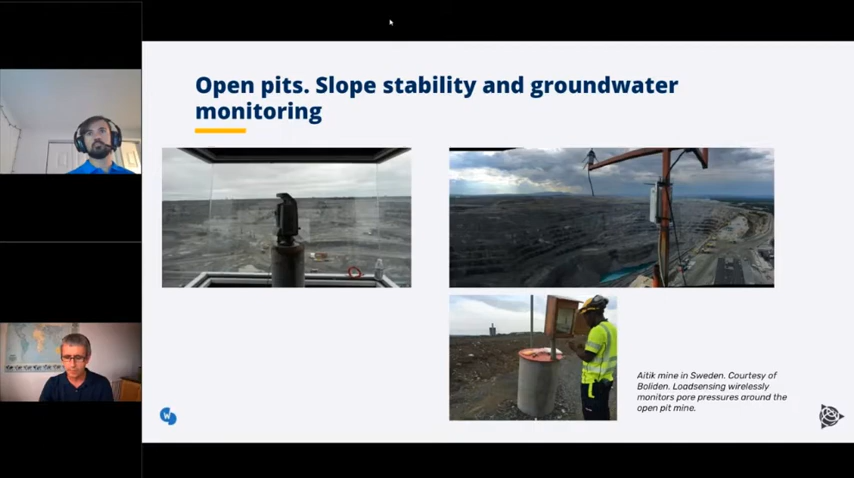 Open pits. Slope stability and groundwater
monitoring
Aitik mine in Sweden. Courtesy of
Boliden. Loadsensing wirelessly
monitors pore pressures around the
open pit mine.
W